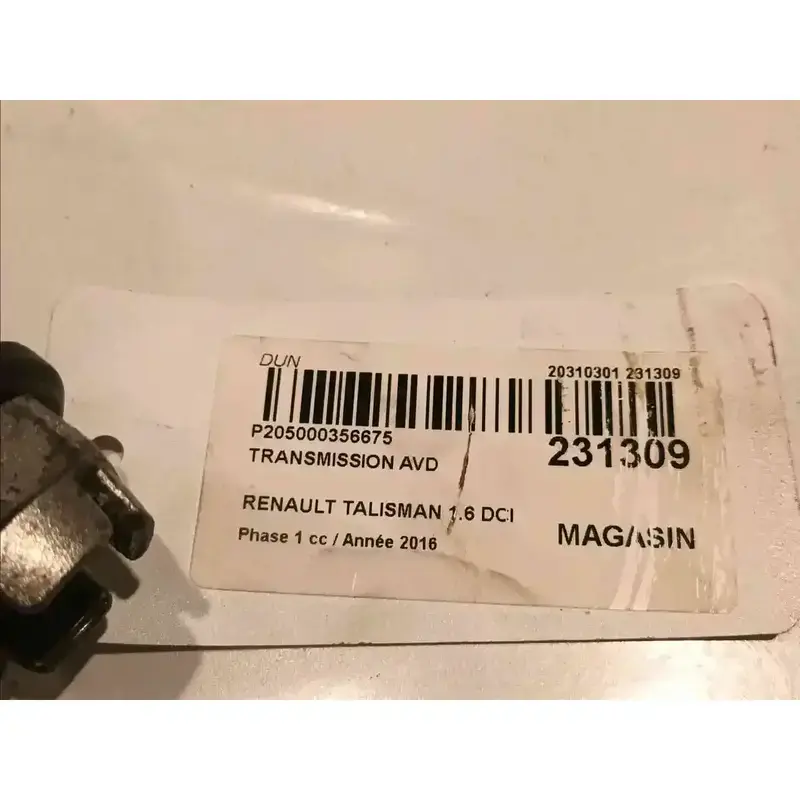 DUN
20310301 231309
P205000356675
231309
TRANSMISSION AVD
RENAULT TALISMAN 1.6 DCI
Phase 1 cc / Année 2016
MAGASIN